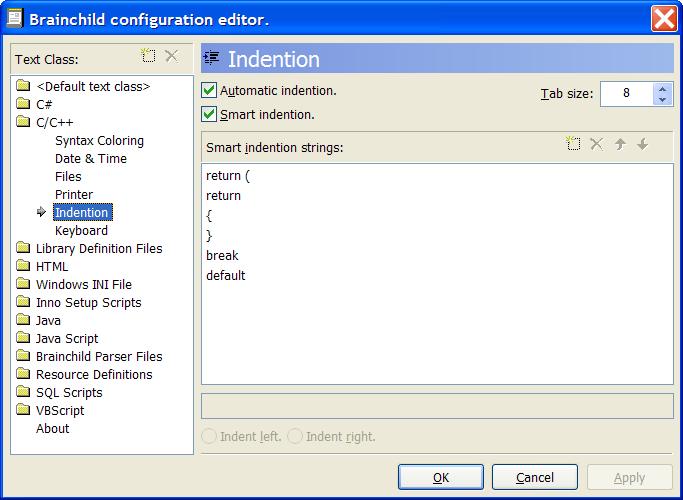 Brainchild configuration editor.
Text Class:
<Default text class>
C#
C/C++
Syntax Coloring
Date & Time
Files
Printer
Indention
Keyboard
Library Definition Files
HTML
Windows INI File
Inno Setup Scripts
Java
Java Script
Brainchild Parser Files
Resource Definitions
SQL Scripts
VBScript
About
Indention
Automatic indention.
Tab size: 8
Smart indention.
Smart indention strings:
return (
return
{
}
break
default
Indent left. Indent right.
OK Cancel Apply